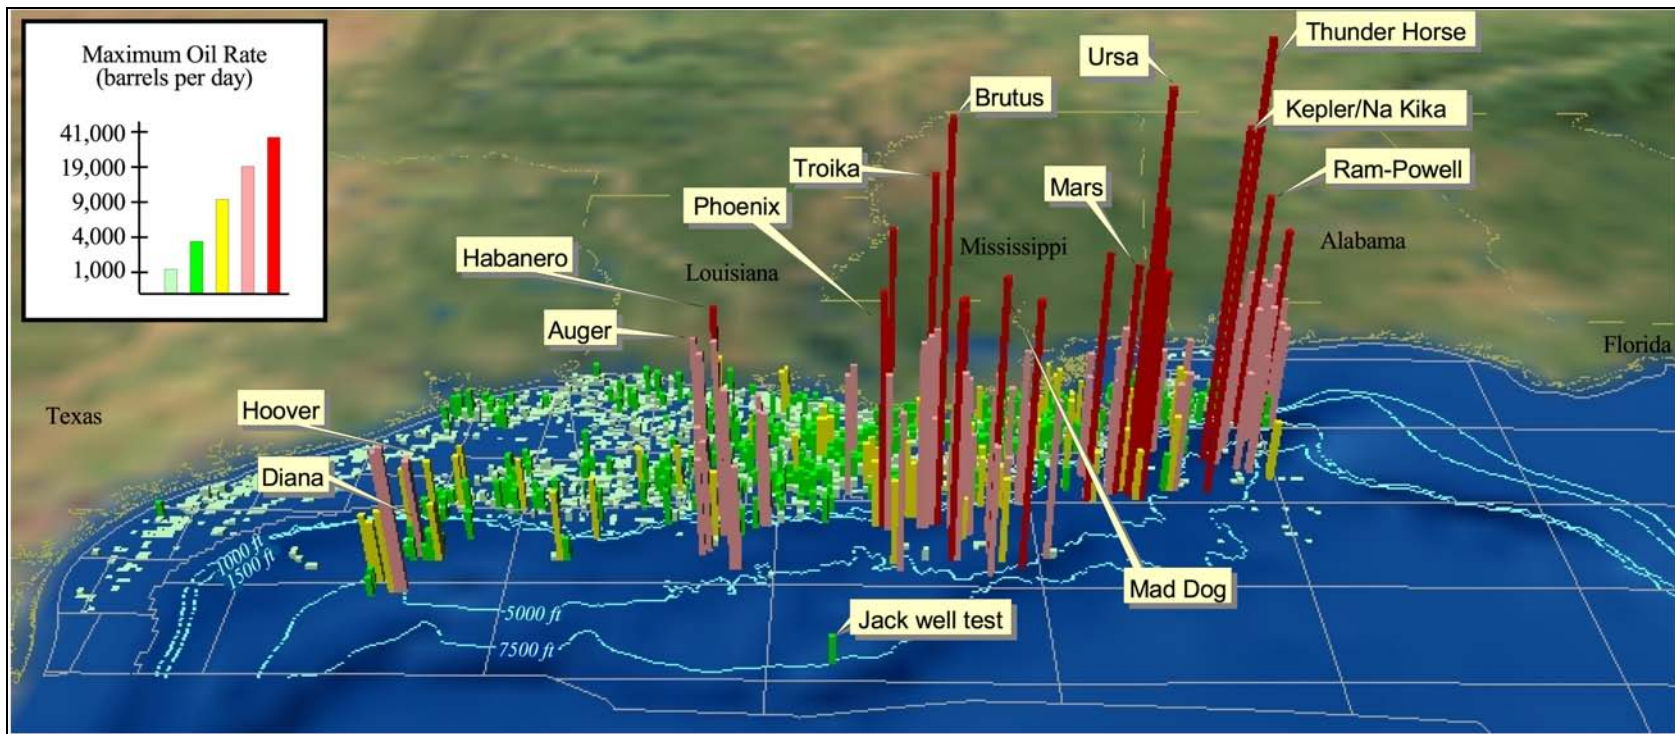 Maximum Oil Rate
(barrels per day)
41,000
19,000
9,000
4,000
1,000
Thunder Horse
Ursa
Brutus
Kepler/Na Kika
Troika
Ram-Powell
Mars
Phoenix
Habanero
Louisiana
Mississippi
Alabama
Auger
Florida
Texas
Hoover
Diana
1000 ft
1500 ft
Mad Dog
5000 ft
Jack well test
7500 ft